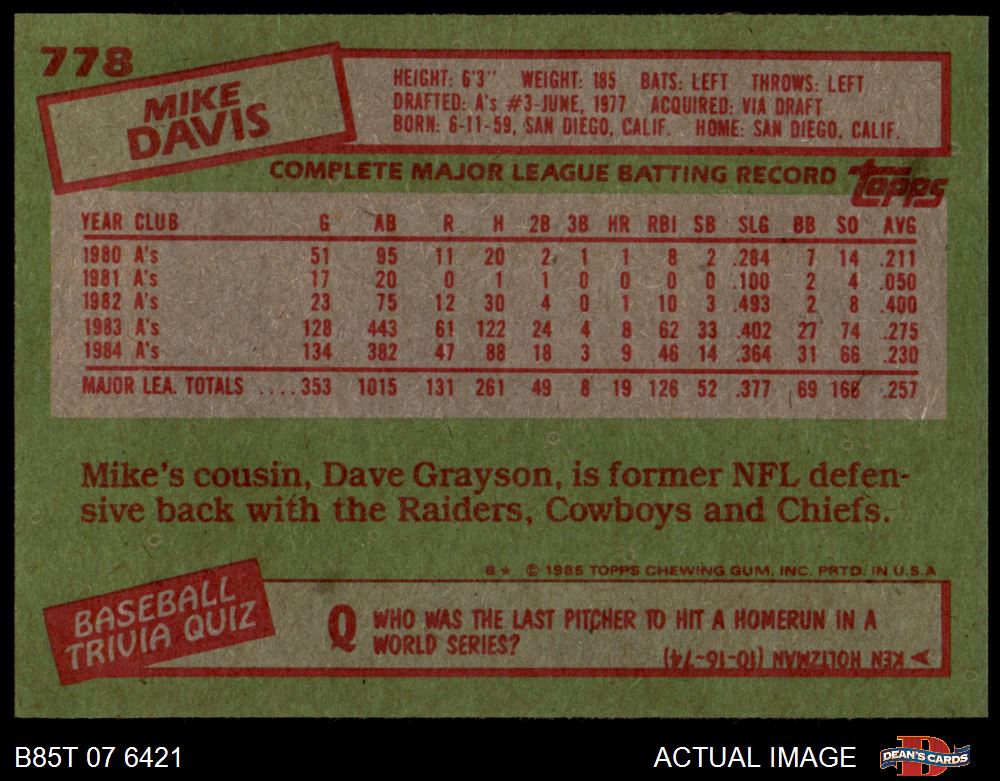 778
MIKE
DAVIS
HEIGHT: 6'3" WEIGHT: 185 BATS: LEFT THROWS: LEFT
DRAFTED: A's #3-JUNE, 1977 ACQUIRED: VIA DRAFT
BORN: 6-11-59, SAN DIEGO, CALIF. HOME: SAN DIEGO, CALIF.
COMPLETE MAJOR LEAGUE BATTING RECORD topps
YEAR CLUB G AB R H 2B 3B HR RBI SB SLG BB SO AVG
1980 A's 51 95 11 20 2 1 1 8 2 .284 7 14 .211
1981 A's 17 20 0 1 1 0 0 0 0 .100 2 4 .050
1982 A's 23 75 12 30 4 0 1 10 3 .493 2 8 .400
1983 A's 128 443 61 122 24 4 8 62 33 .402 27 74 .275
1984 A's 134 382 47 88 18 3 9 46 14 .364 31 66 .230
MAJOR LEA. TOTALS ....353 1015 131 261 49 8 19 126 52 .377 69 166 .257
Mike's cousin, Dave Grayson, is former NFL defen-
sive back with the Raiders, Cowboys and Chiefs.
B* © 1985 TOPPS CHEWING GUM, INC. PRTD. IN U.S.A
BASEBALL
TRIVIA QUIZ
Q WHO WAS THE LAST PITCHER TO HIT A HOMERUN IN A
WORLD SERIES?
KEN HOLTZMAN (10-16-74)
B85T 07 6421
ACTUAL IMAGE
DEAN'S CARDS